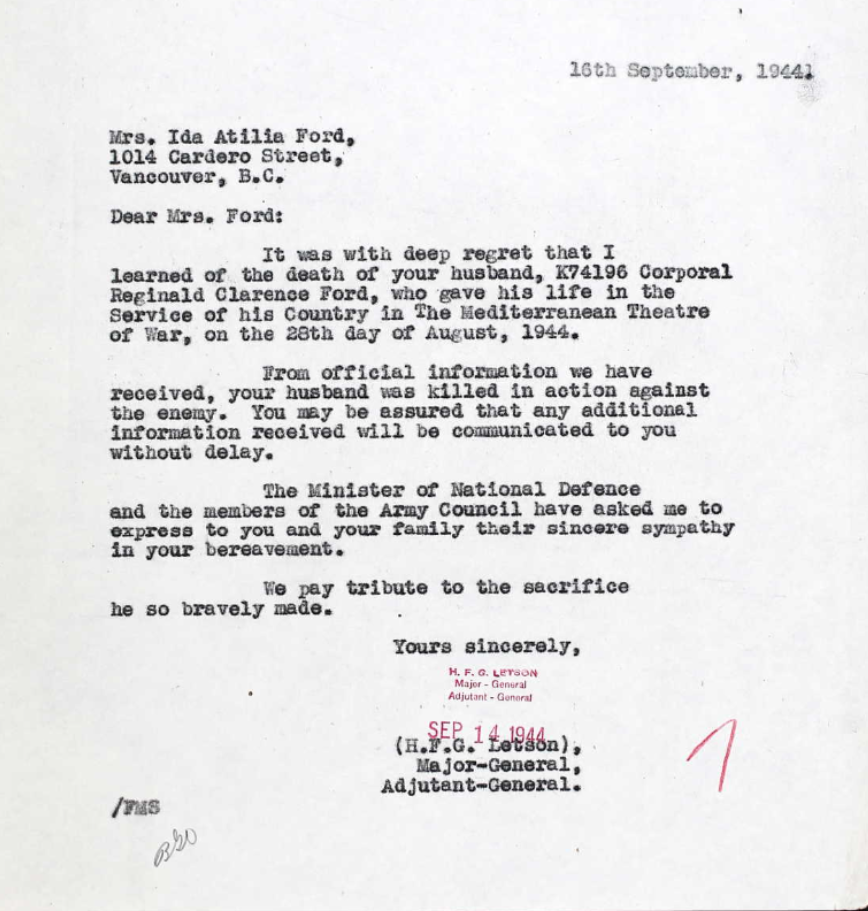 16th September, 1944.
Mrs. Ida Atilia Ford,
1014 Cardero Street,
Vancouver, B.C.
Dear Mrs. Ford:
It was with deep regret that I
learned of the death of your husband, K74196 Corporal
Reginald Clarence Ford, who gave his life in the
Service of his Country in The Mediterranean Theatre
of War, on the 28th day of August, 1944.
From official information we have
received, your husband was killed in action against
the enemy. You may be assured that any additional
information received will be communicated to you
without delay.
The Minister of National Defence
and the members of the Army Council have asked me to
express to you and your family their sincere sympathy
in your bereavement.
We pay tribute to the sacrifice
he so bravely made.
Yours sincerely,
H. F. G. LETSON
Major - General
Adjutant - General
SEP 14 1944
(H.F.G. Letson),
Major-General,
Adjutant-General.
/FMS